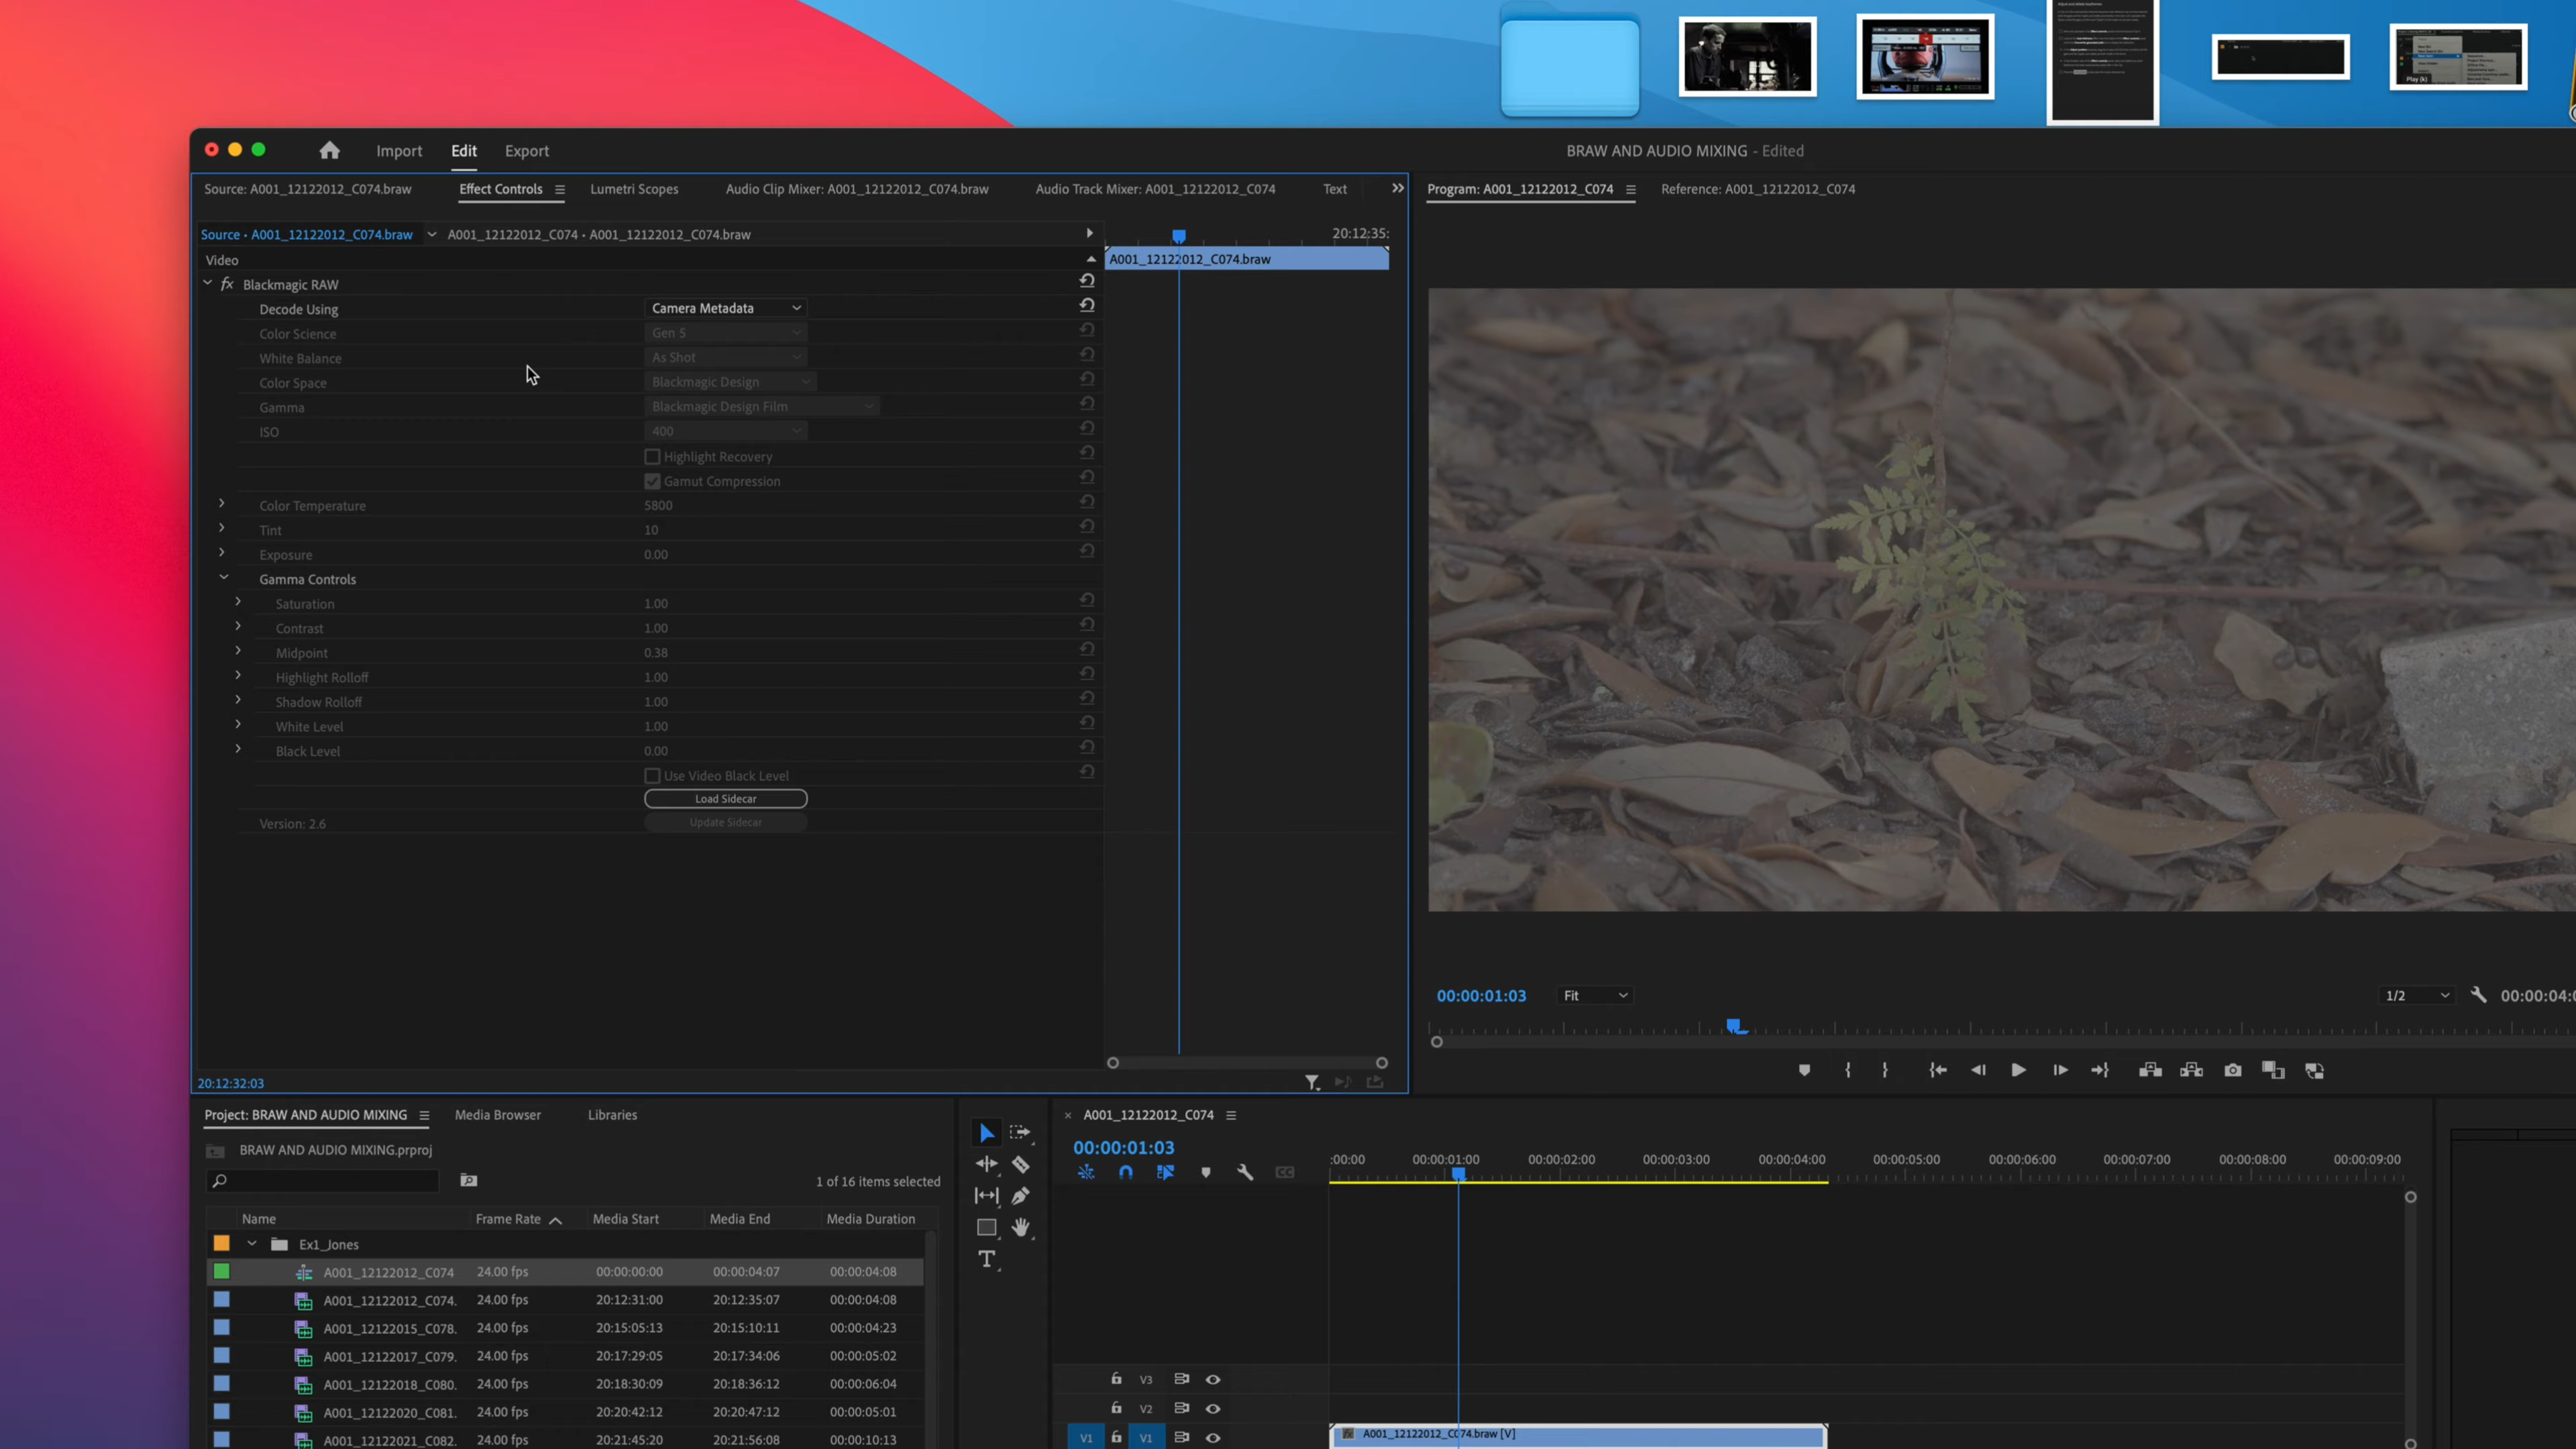 Import Edit Export
BRAW AND AUDIO MIXING - Edited
Source: A001_12122012_C074.braw Effect Controls Lumetri Scopes Audio Clip Mixer: A001_12122012_C074.braw Audio Track Mixer: A001_12122012_C074 Text
Program: A001_12122012_C074 Reference: A001_12122012_C074
Source • A001_12122012_C074.braw A001_12122012_C074 • A001_12122012_C074.braw 20:12:35:
Video A001_12122012_C074.braw
fx Blackmagic RAW
Decode Using Camera Metadata
Color Science Gen 5
White Balance As Shot
Color Space Blackmagic Design
Gamma Blackmagic Design Film
ISO 400
Highlight Recovery
Gamut Compression
Color Temperature 5800
Tint 10
Exposure 0.00
Gamma Controls
Saturation 1.00
Contrast 1.00
Midpoint 0.38
Highlight Rolloff 1.00
Shadow Rolloff 1.00
White Level 1.00
Black Level 0.00
Use Video Black Level
Load Sidecar
Version: 2.6 Update Sidecar
20:12:32:03
00:00:01:03 Fit 1/2 00:00:04:
Project: BRAW AND AUDIO MIXING Media Browser Libraries
BRAW AND AUDIO MIXING.prproj
1 of 16 items selected
Name Frame Rate Media Start Media End Media Duration
Ex1_Jones
A001_12122012_C074 24.00 fps 00:00:00:00 00:00:04:07 00:00:04:08
A001_12122012_C074. 24.00 fps 20:12:31:00 20:12:35:07 00:00:04:08
A001_12122015_C078. 24.00 fps 20:15:05:13 20:15:10:11 00:00:04:23
A001_12122017_C079. 24.00 fps 20:17:29:05 20:17:34:06 00:00:05:02
A001_12122018_C080. 24.00 fps 20:18:30:09 20:18:36:12 00:00:06:04
A001_12122020_C081. 24.00 fps 20:20:42:12 20:20:47:12 00:00:05:01
A001_12122021_C082. 24.00 fps 20:21:45:20 20:21:56:08 00:00:10:13
A001_12122012_C074
00:00:01:03
:00:00 00:00:01:00 00:00:02:00 00:00:03:00 00:00:04:00 00:00:05:00 00:00:06:00 00:00:07:00 00:00:08:00 00:00:09:00
V3
V2
V1 V1 fx A001_12122012_C074.braw [V]